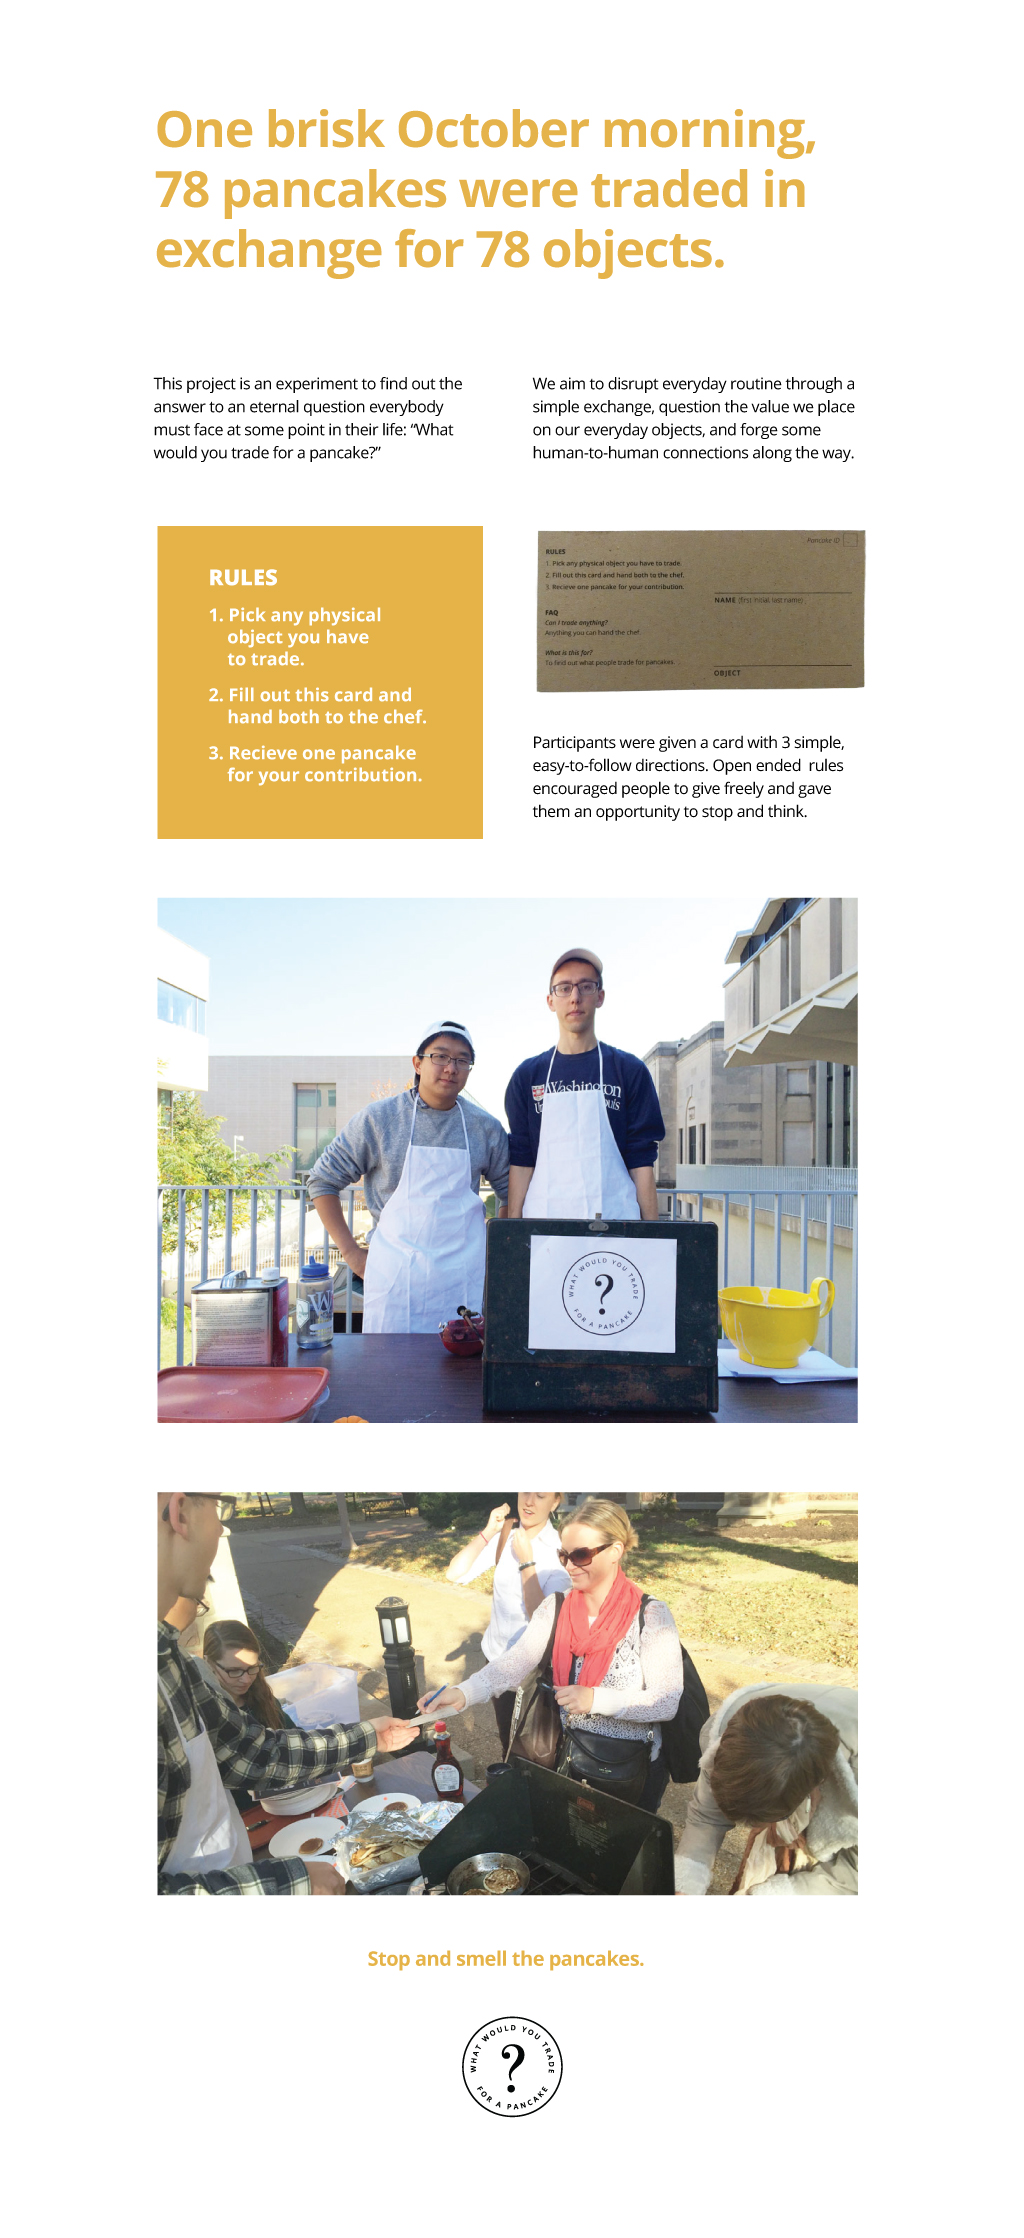 One brisk October morning,
78 pancakes were traded in
exchange for 78 objects.
This project is an experiment to find out the
answer to an eternal question everybody
must face at some point in their life: “What
would you trade for a pancake?”
We aim to disrupt everyday routine through a
simple exchange, question the value we place
on our everyday objects, and forge some
human-to-human connections along the way.
RULES
1. Pick any physical
object you have
to trade.
2. Fill out this card and
hand both to the chef.
3. Recieve one pancake
for your contribution.
Pancake ID
RULES
1. Pick any physical object you have to trade.
2. Fill out this card and hand both to the chef.
3. Recieve one pancake for your contribution.
NAME (first initial, last name)
FAQ
Can I trade anything?
Anything you can hand the chef.
What is this for?
To find out what people trade for pancakes
OBJECT
Participants were given a card with 3 simple,
easy-to-follow directions. Open ended  rules
encouraged people to give freely and gave
them an opportunity to stop and think.
Washington
WHAT WOULD YOU TRADE
?
FOR A PANCAKE
Stop and smell the pancakes.
WHAT WOULD YOU TRADE
?
FOR A PANCAKE